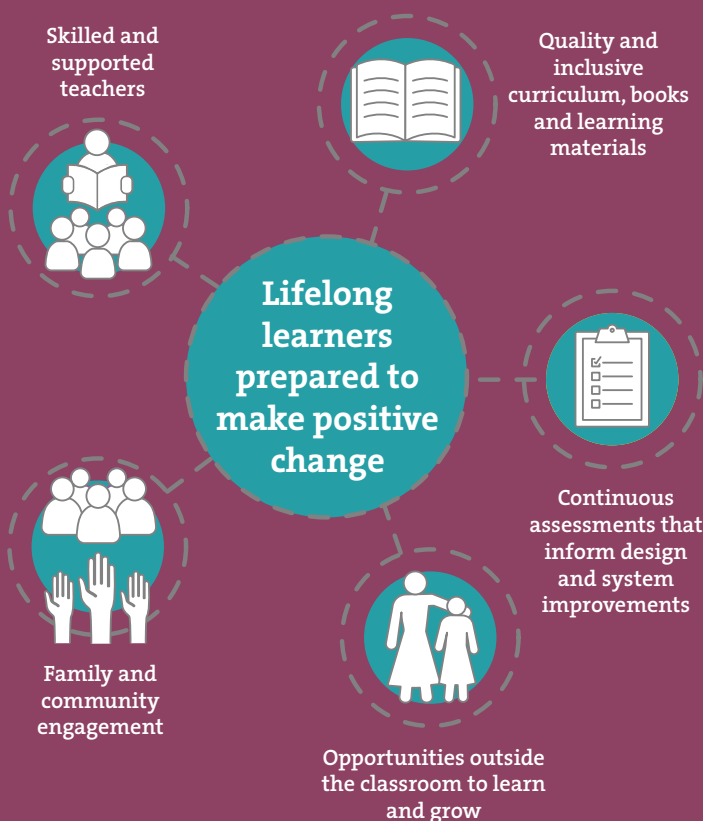 Skilled and
supported
teachers
Quality and
inclusive
curriculum, books
and learning
materials
Lifelong
learners
prepared to
make positive
change
Continuous
assessments that
inform design
and system
improvements
Family and
community
engagement
Opportunities outside
the classroom to learn
and grow